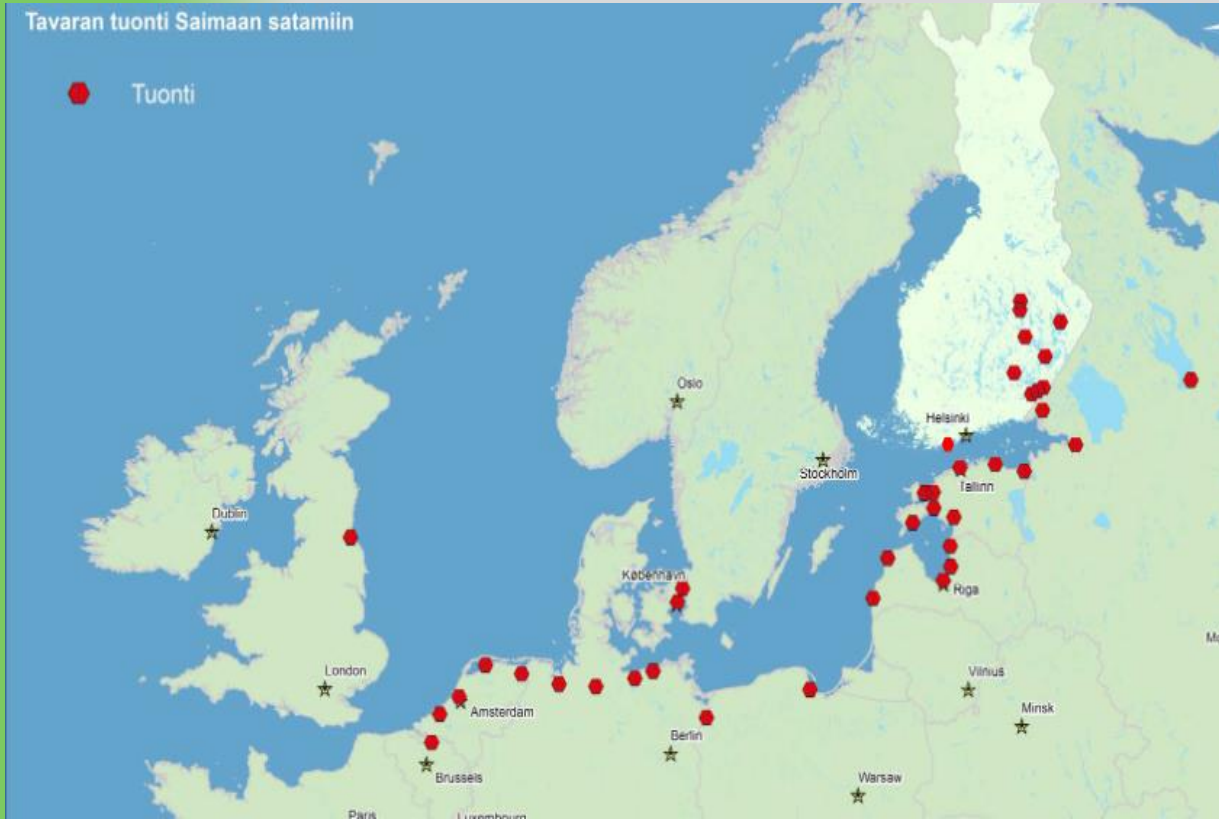 Tavaran tuonti Saimaan satamiin
Tuonti
Oslo
Helsinki
Stockholm
Tallinn
Dublin
København
Riga
London
Vilnius
Amsterdam
Minsk
Berlin
Brussels
Warsaw
Paris
Luxembourg